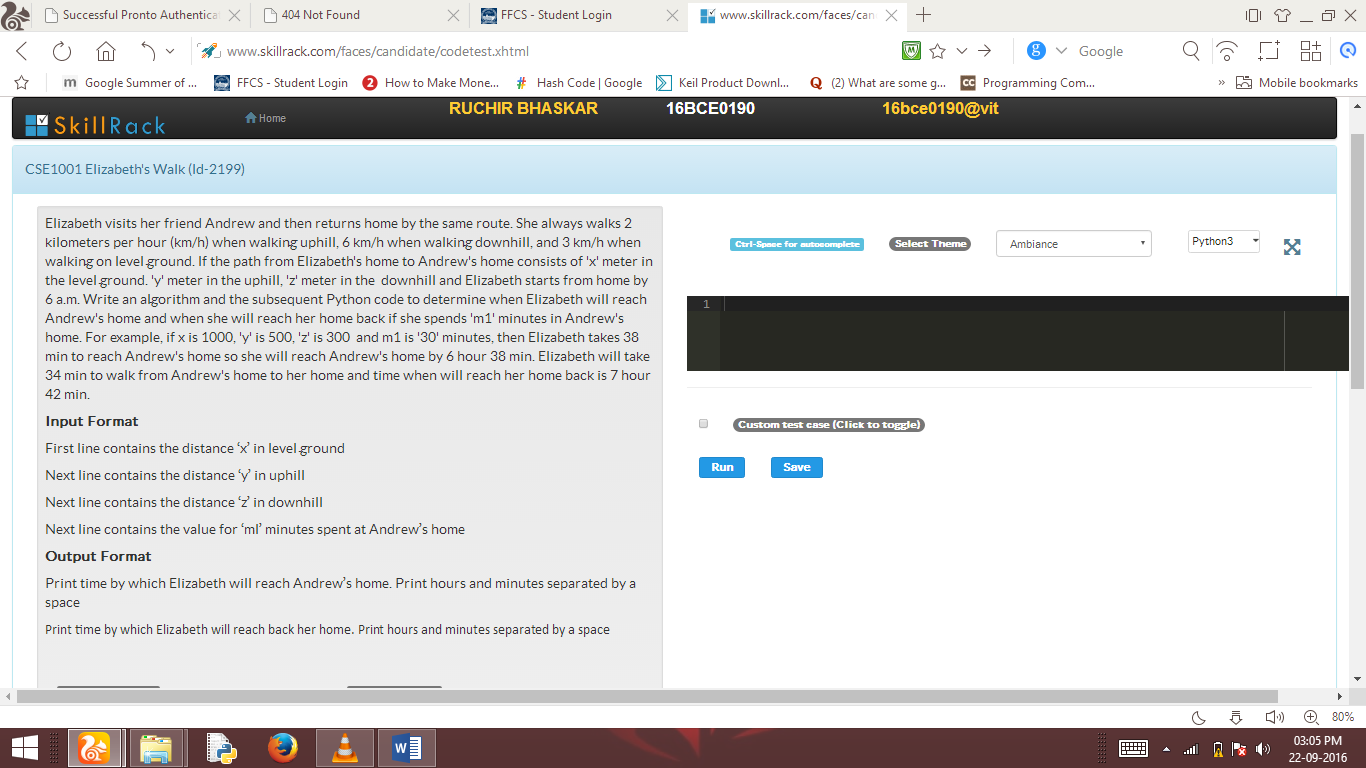 Successful Pronto Authentica
404 Not Found
FFCS - Student Login
www.skillrack.com/faces/can
www.skillrack.com/faces/candidate/codetest.xhtml
g
Google
m Google Summer of ...
FFCS - Student Login
2 How to Make Mone...
# Hash Code | Google
Keil Product Downl...
Q (2) What are some g...
CC Programming Com...
»
Mobile bookmarks
SkillRack
Home
RUCHIR BHASKAR
16BCE0190
16bce0190@vit
CSE1001 Elizabeth's Walk (Id-2199)
Elizabeth visits her friend Andrew and then returns home by the same route. She always walks 2
kilometers per hour (km/h) when walking uphill, 6 km/h when walking downhill, and 3 km/h when
walking on level ground. If the path from Elizabeth's home to Andrew's home consists of 'x' meter in
the level ground. 'y' meter in the uphill, 'z' meter in the downhill and Elizabeth starts from home by
6 a.m. Write an algorithm and the subsequent Python code to determine when Elizabeth will reach
Andrew's home and when she will reach her home back if she spends 'm1' minutes in Andrew's
home. For example, if x is 1000, 'y' is 500, 'z' is 300 and m1 is '30' minutes, then Elizabeth takes 38
min to reach Andrew's home so she will reach Andrew's home by 6 hour 38 min. Elizabeth will take
34 min to walk from Andrew's home to her home and time when will reach her home back is 7 hour
42 min.
Input Format
First line contains the distance ‘x’ in level ground
Next line contains the distance ‘y’ in uphill
Next line contains the distance ‘z’ in downhill
Next line contains the value for ‘ml’ minutes spent at Andrew’s home
Output Format
Print time by which Elizabeth will reach Andrew’s home. Print hours and minutes separated by a
space
Print time by which Elizabeth will reach back her home. Print hours and minutes separated by a space
Ctrl-Space for autocomplete
Select Theme
Ambiance
Python3
1
Custom test case (Click to toggle)
Run
Save
80%
W
03:05 PM
22-09-2016